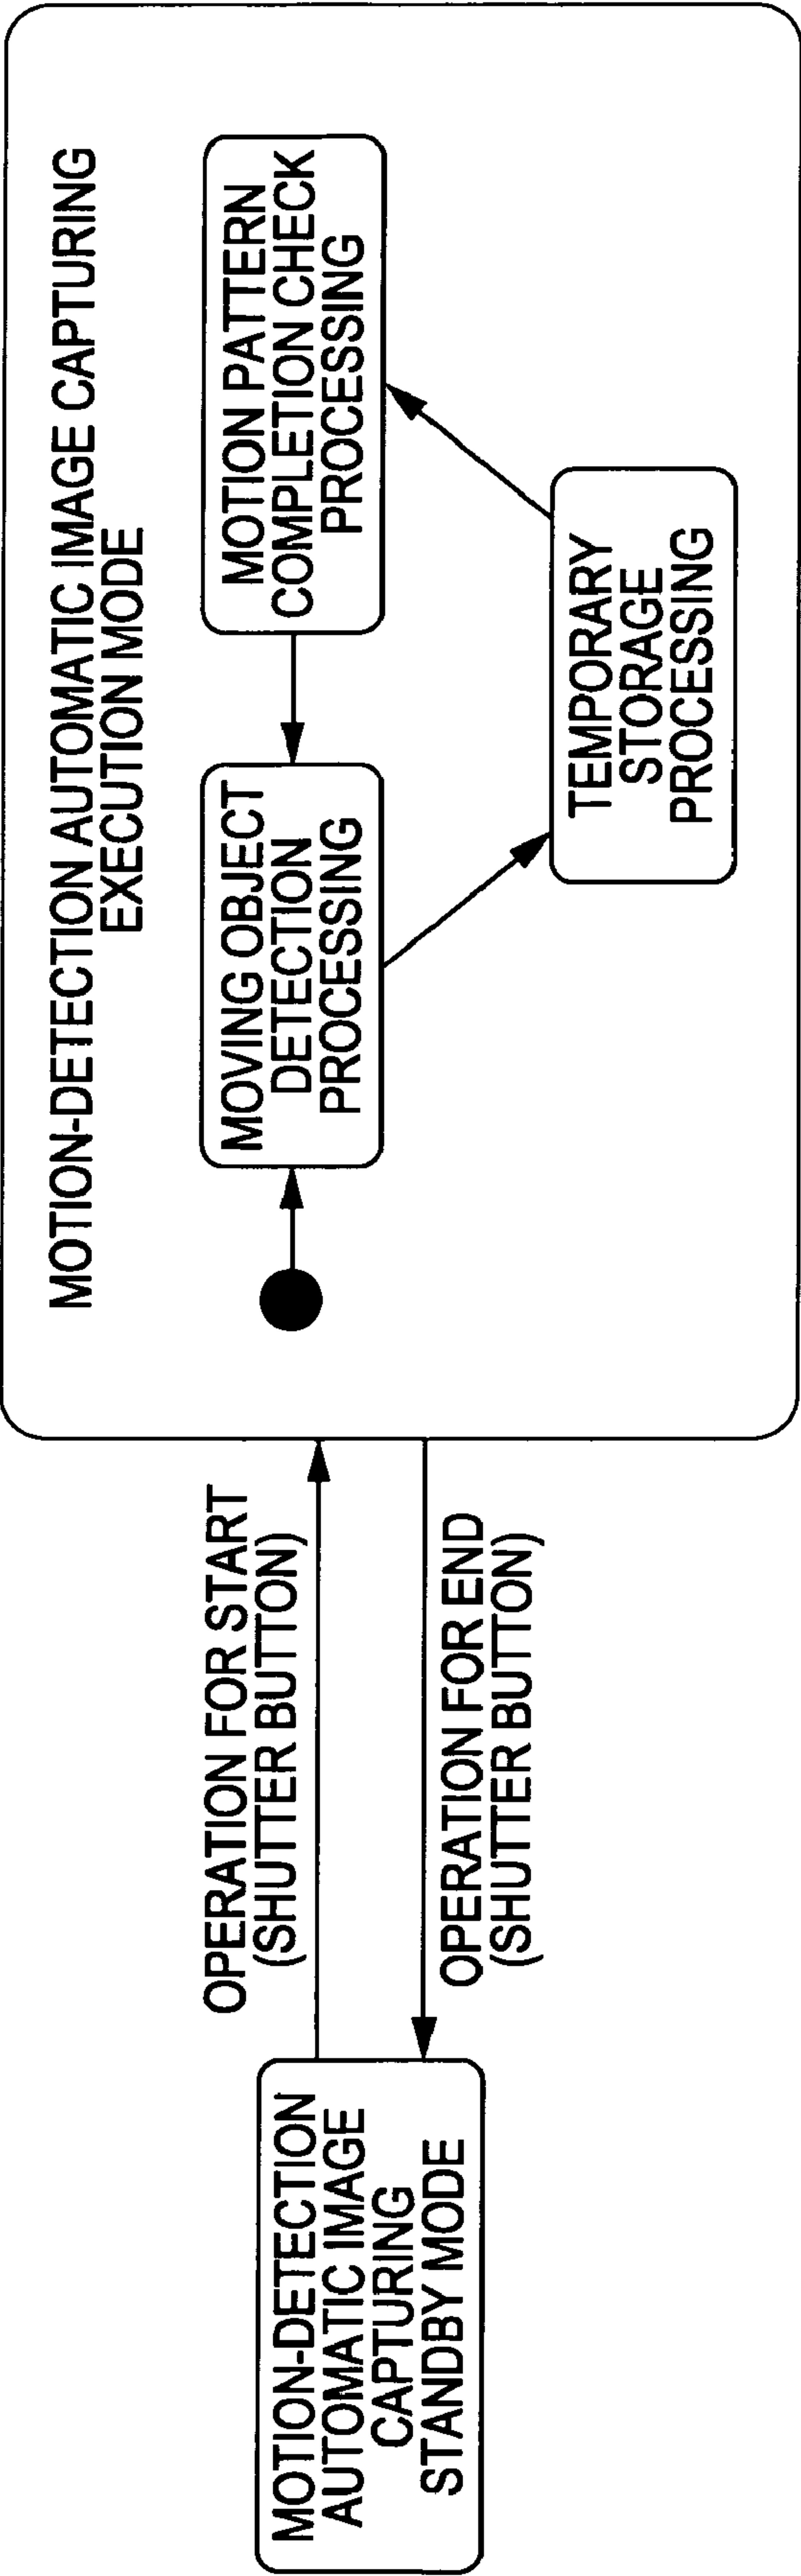 MOTION-DETECTION
AUTOMATIC IMAGE
CAPTURING
STANDBY MODE
OPERATION FOR START
(SHUTTER BUTTON)
OPERATION FOR END
(SHUTTER BUTTON)
MOTION-DETECTION AUTOMATIC IMAGE CAPTURING
EXECUTION MODE
MOVING OBJECT
DETECTION
PROCESSING
MOTION PATTERN
COMPLETION CHECK
PROCESSING
TEMPORARY
STORAGE
PROCESSING